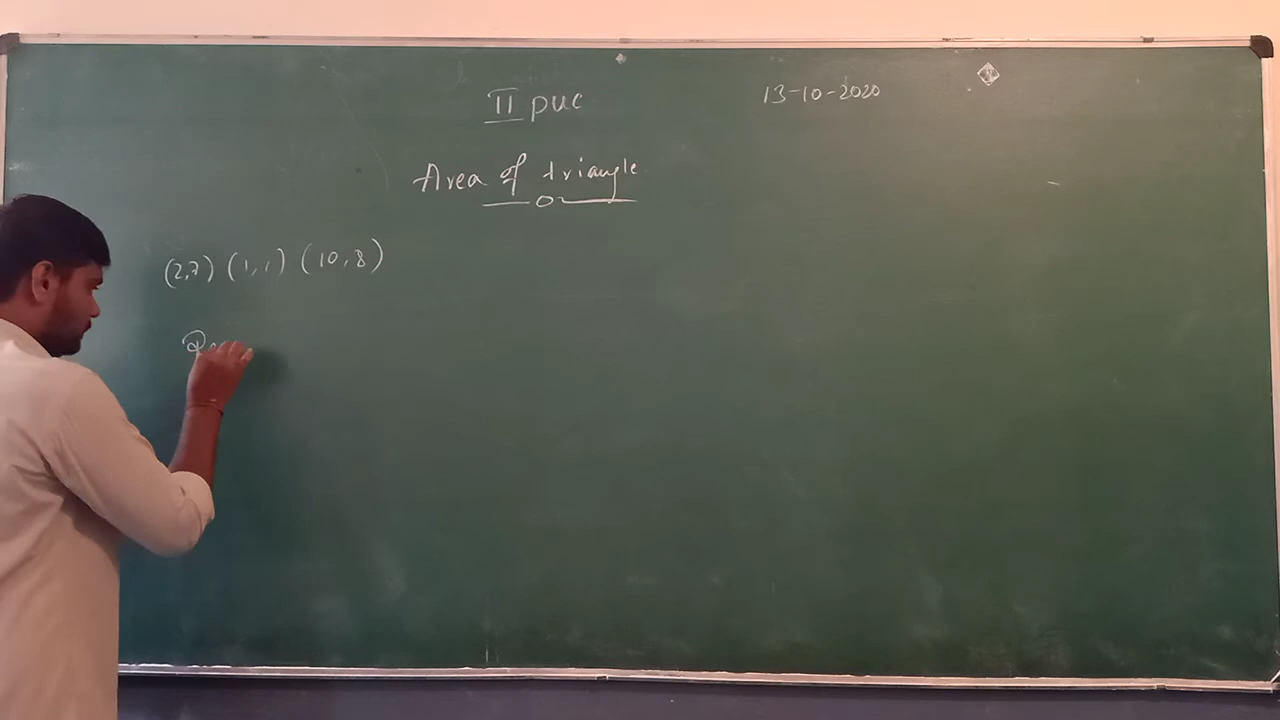 II PUC
13-10-2020
Area of triangle
(2,7) (1,1) (10,8)